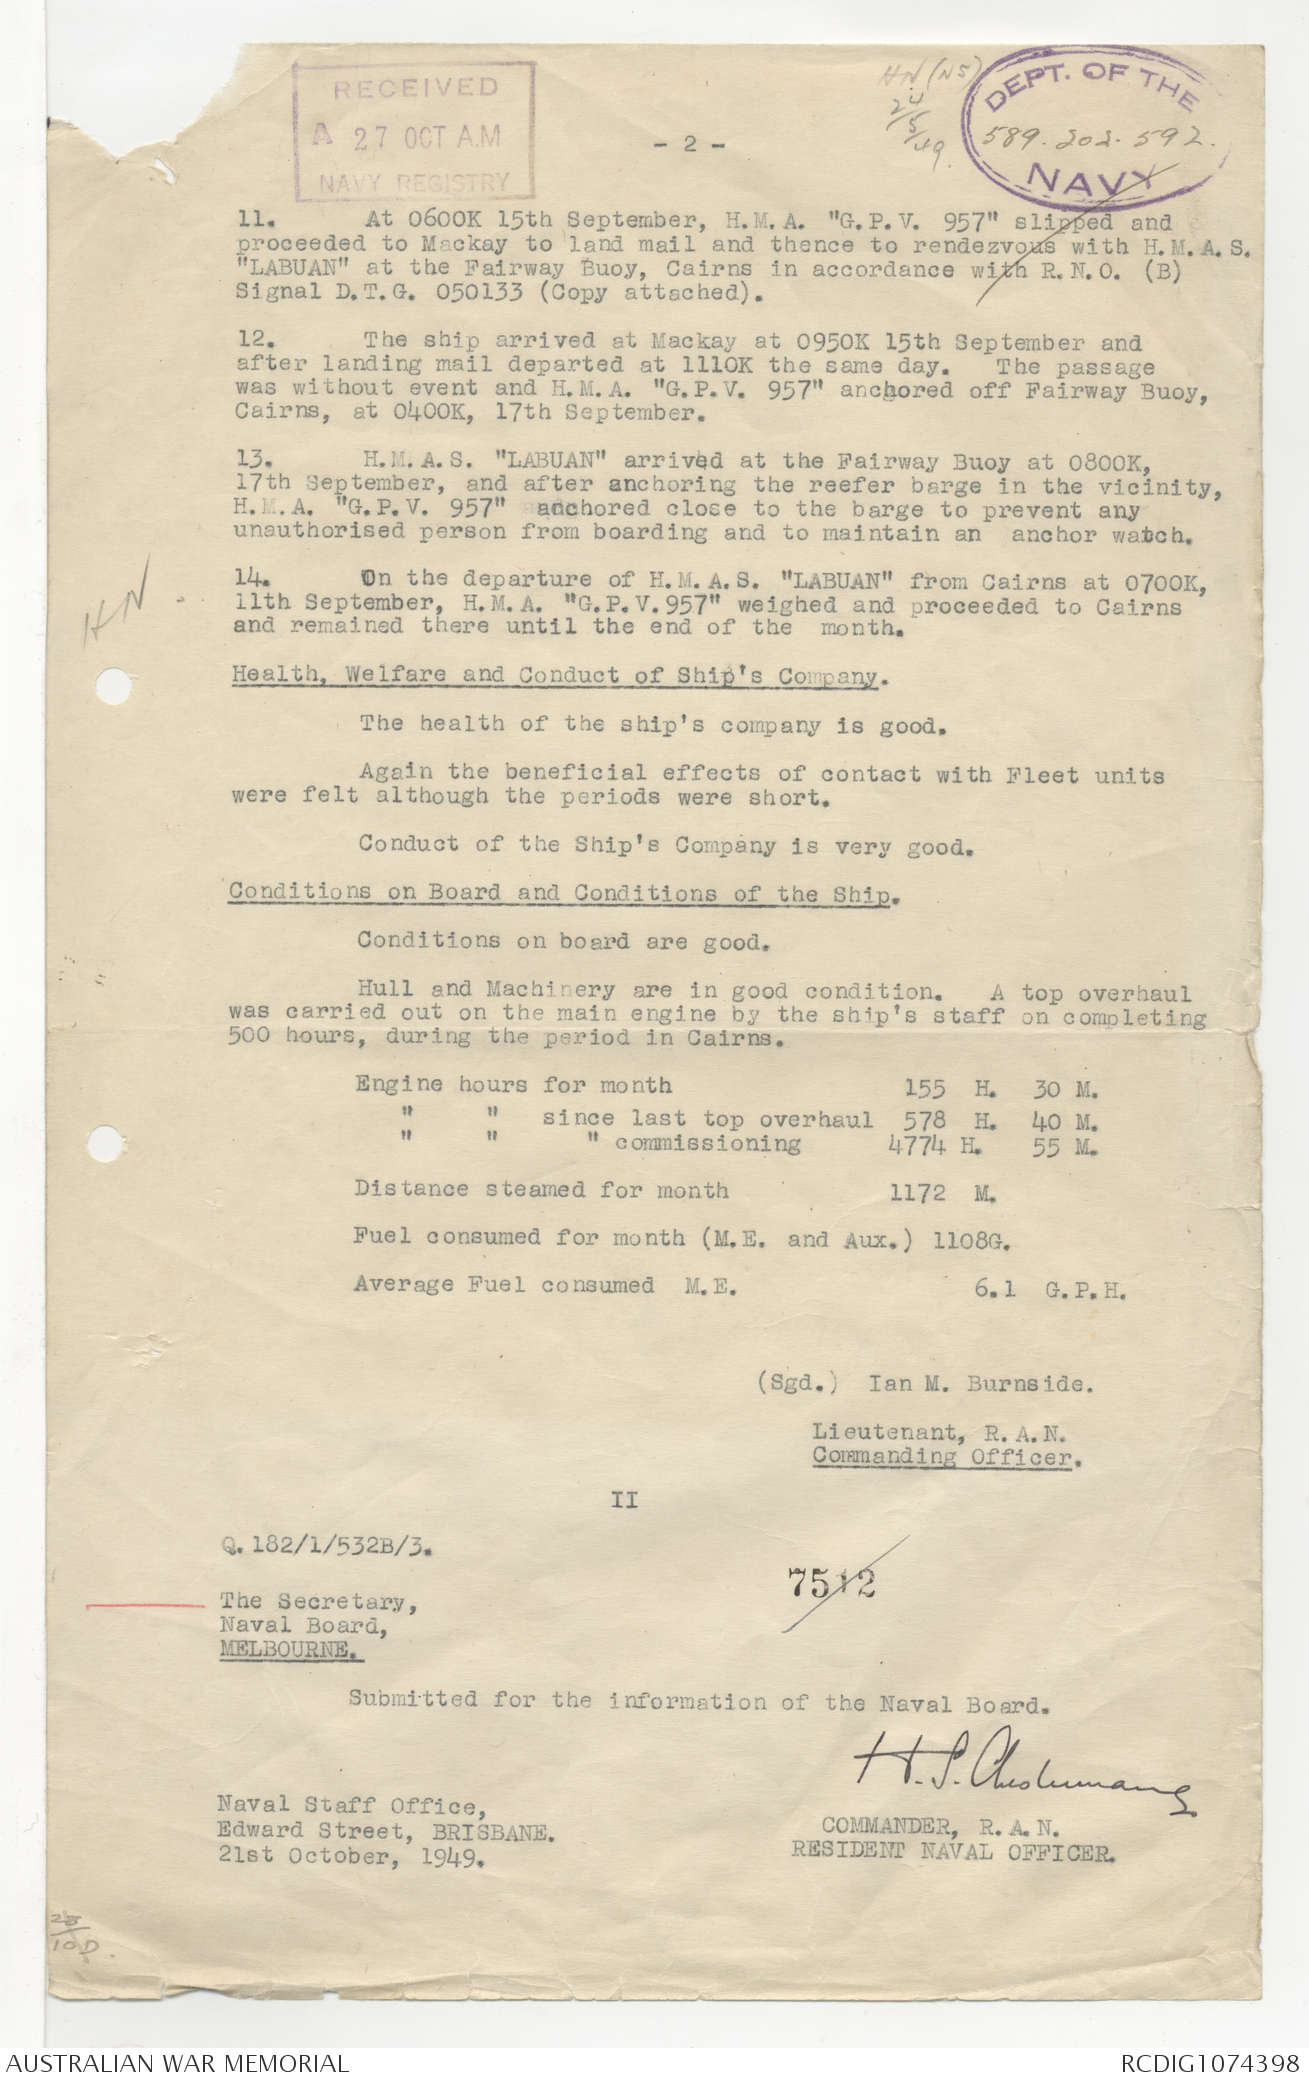 RECEIVED
A 27 OCT A.M
NAVY REGISTRY
- 2 -
HN (NS)
24/5/49.
DEPT. OF THE
589.202.592.
NAVY
11. At 0600K 15th September, H.M.A. "G.P.V. 957" slipped and
proceeded to Mackay to land mail and thence to rendezvous with H.M.A.S.
"LABUAN" at the Fairway Buoy, Cairns in accordance with R.N.O. (B)
Signal D.T.G. 050133 (Copy attached).
12. The ship arrived at Mackay at 0950K 15th September and
after landing mail departed at 1110K the same day. The passage
was without event and H.M.A. "G.P.V. 957" anchored off Fairway Buoy,
Cairns, at 0400K, 17th September.
13. H.M.A.S. "LABUAN" arrived at the Fairway Buoy at 0800K,
17th September, and after anchoring the reefer barge in the vicinity,
H.M.A. "G.P.V. 957" anchored close to the barge to prevent any
unauthorised person from boarding and to maintain an anchor watch.
HN.
14. On the departure of H.M.A.S. "LABUAN" from Cairns at 0700K,
11th September, H.M.A. "G.P.V.957" weighed and proceeded to Cairns
and remained there until the end of the month.
Health, Welfare and Conduct of Ship's Company.
The health of the ship's company is good.
Again the beneficial effects of contact with Fleet units
were felt although the periods were short.
Conduct of the Ship's Company is very good.
Conditions on Board and Conditions of the Ship.
Conditions on board are good.
Hull and Machinery are in good condition. A top overhaul
was carried out on the main engine by the ship's staff on completing
500 hours, during the period in Cairns.
Engine hours for month 155 H. 30 M.
" " since last top overhaul 578 H. 40 M.
" " " commissioning 4774 H. 55 M.
Distance steamed for month 1172 M.
Fuel consumed for month (M.E. and Aux.) 1108G.
Average Fuel consumed M.E. 6.1 G.P.H.
(Sgd.) Ian M. Burnside.
Lieutenant, R.A.N.
Commanding Officer.
II
Q.182/1/532B/3.
7512
The Secretary,
Naval Board,
MELBOURNE.
Submitted for the information of the Naval Board.
H.S.
Naval Staff Office,
Edward Street, BRISBANE.
21st October, 1949.
COMMANDER, R.A.N.
RESIDENT NAVAL OFFICER.
AUSTRALIAN WAR MEMORIAL
RCDIG1074398